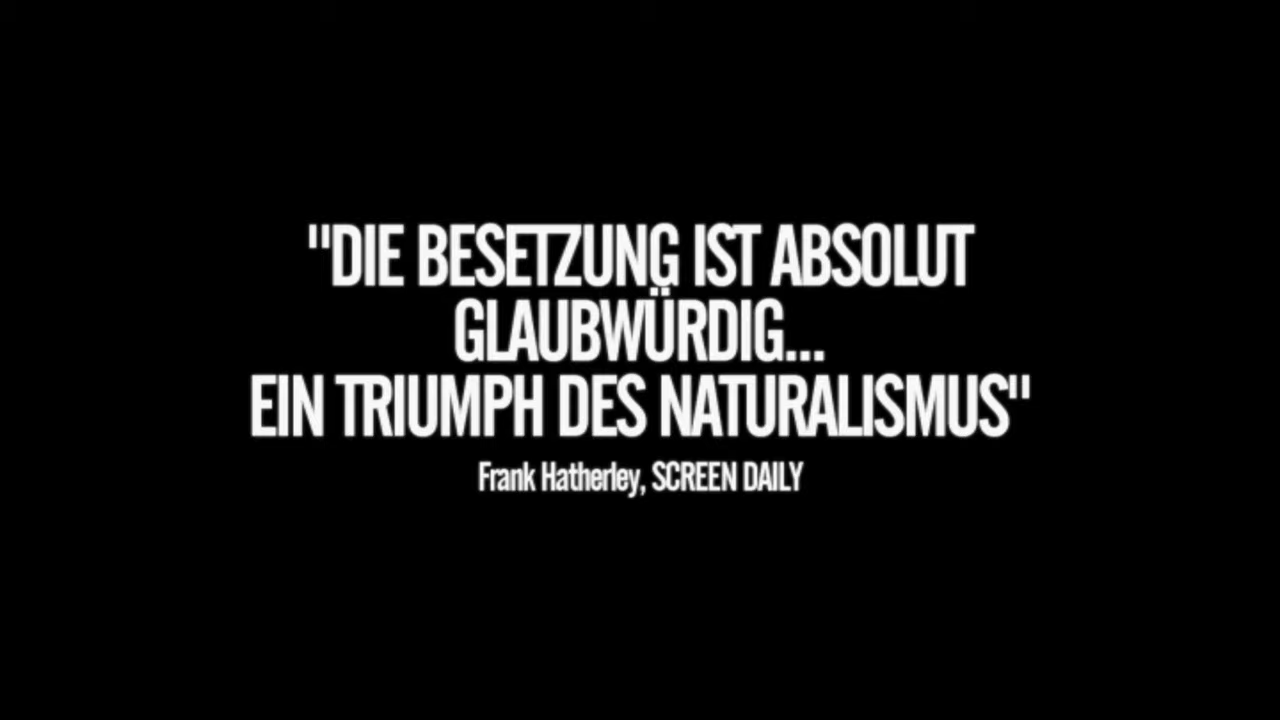 "DIE BESETZUNG IST ABSOLUT
GLAUBWÜRDIG...
EIN TRIUMPH DES NATURALISMUS"
Frank Hatherley, SCREEN DAILY